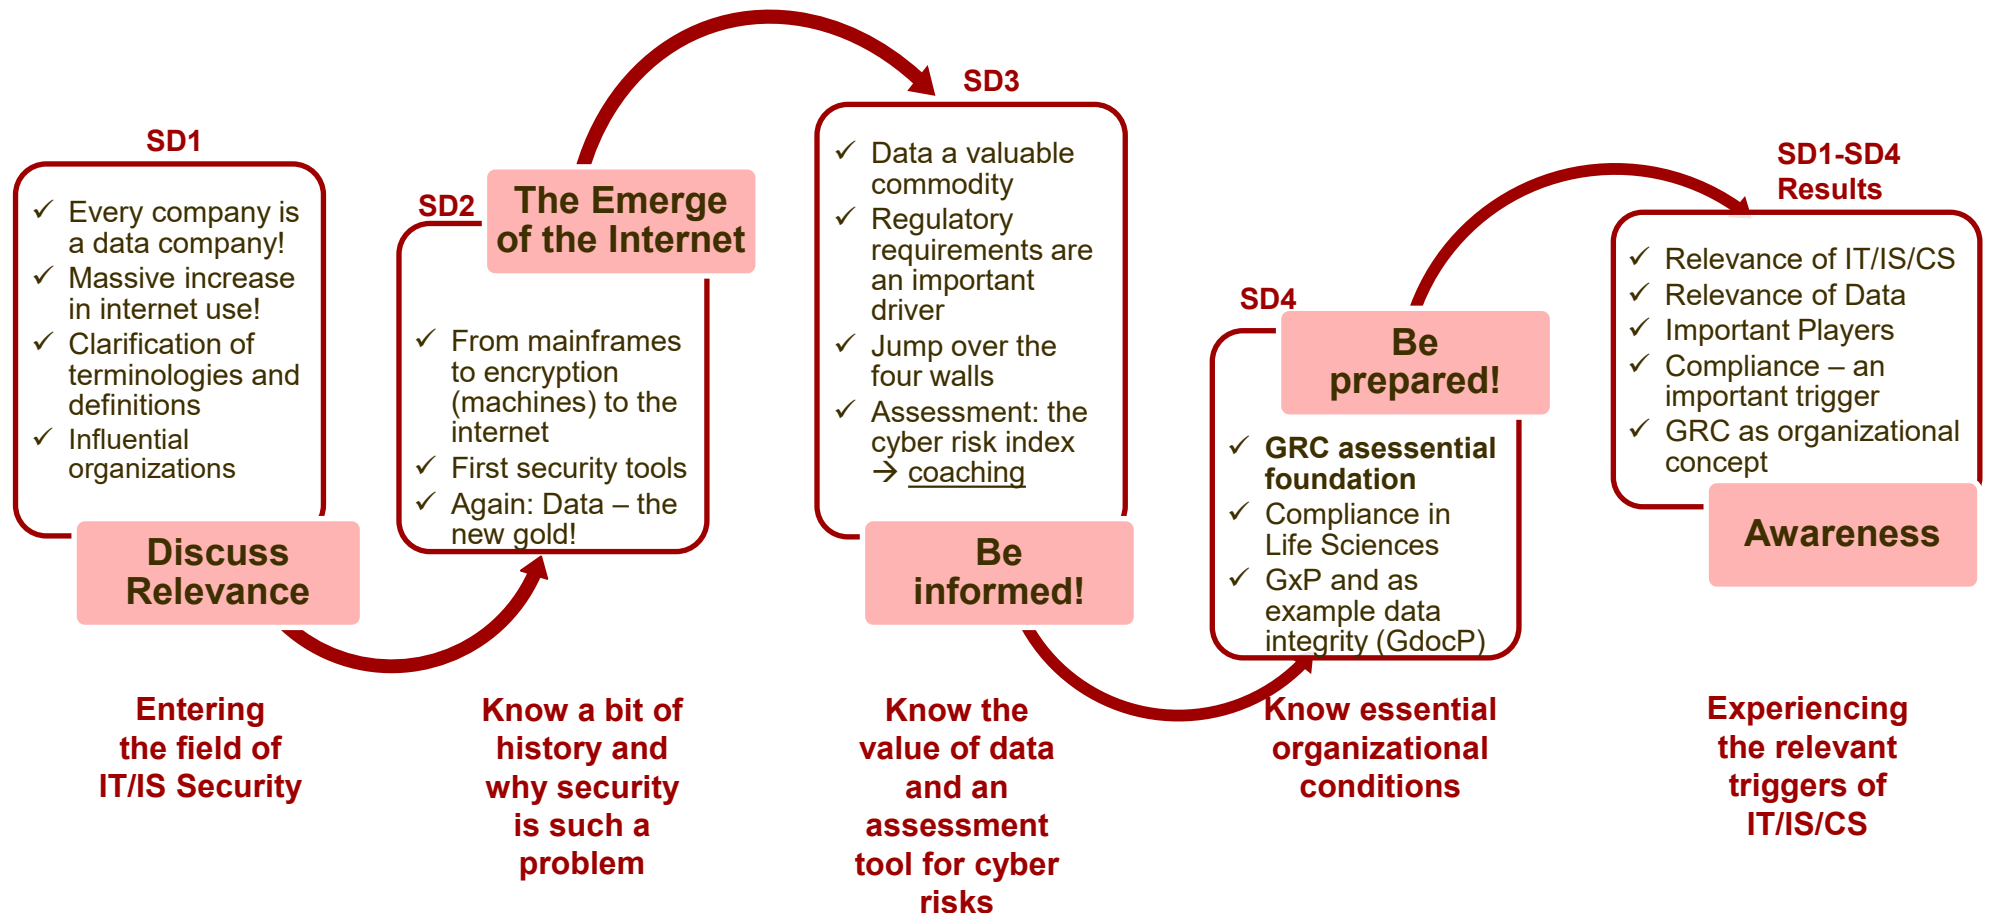 SD1
✓ Every company is
a data company!
✓ Massive increase
in internet use!
✓ Clarification of
terminologies and
definitions
✓ Influential
organizations
Discuss
Relevance
Entering
the field of
IT/IS Security
SD2
The Emerge
of the Internet
✓ From mainframes
to encryption
(machines) to the
internet
✓ First security tools
✓ Again: Data – the
new gold!
Know a bit of
history and
why security
is such a
problem
SD3
✓ Data a valuable
commodity
✓ Regulatory
requirements are
an important
driver
✓ Jump over the
four walls
✓ Assessment: the
cyber risk index
→ coaching
Be
informed!
Know the
value of data
and an
assessment
tool for cyber
risks
SD4
Be
prepared!
✓ GRC asessential
foundation
✓ Compliance in
Life Sciences
✓ GxP and as
example data
integrity (GdocP)
Know essential
organizational
conditions
SD1-SD4
Results
✓ Relevance of IT/IS/CS
✓ Relevance of Data
✓ Important Players
✓ Compliance – an
important trigger
✓ GRC as organizational
concept
Awareness
Experiencing
the relevant
triggers of
IT/IS/CS